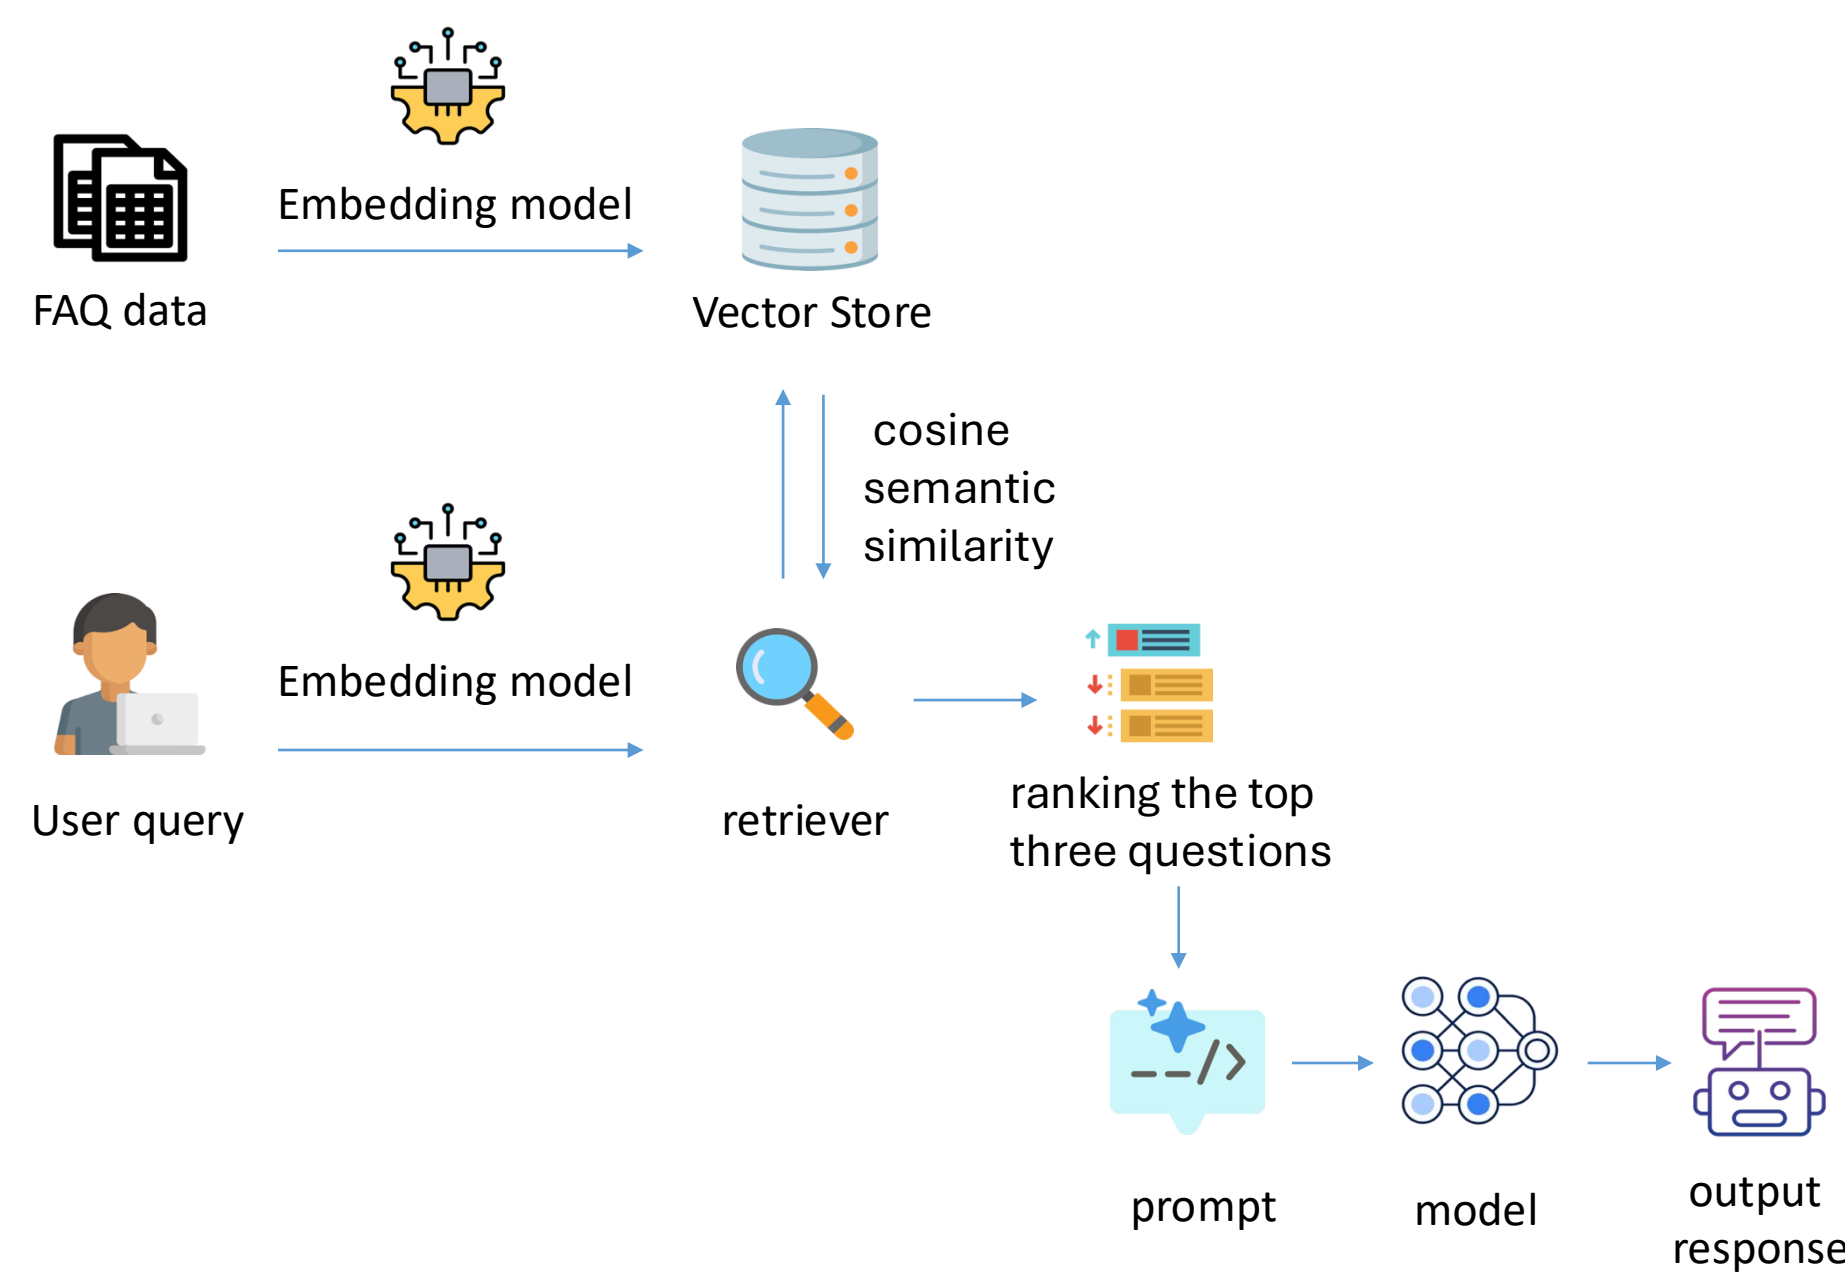 Embedding model
FAQ data
Vector Store
cosine
semantic
similarity
Embedding model
User query
retriever
ranking the top
three questions
prompt
model
output
response